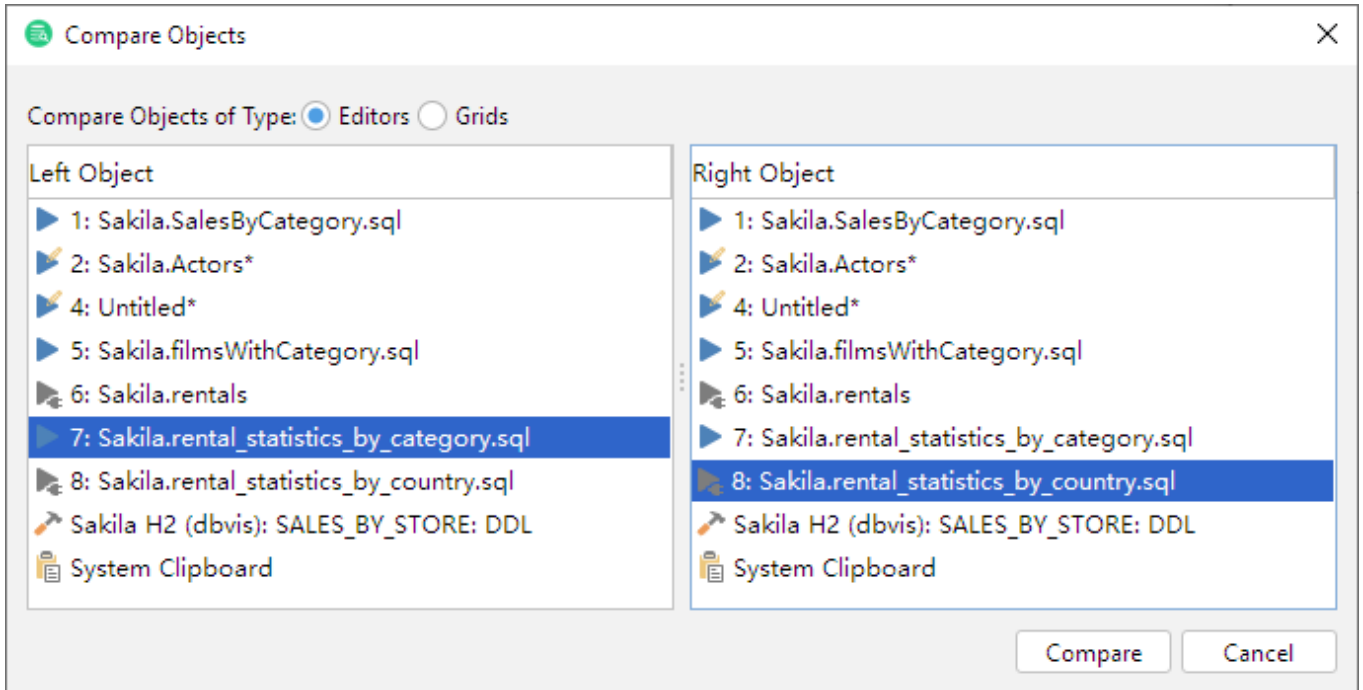 Compare Objects
Compare Objects of Type: Editors Grids
Left Object
1: Sakila.SalesByCategory.sql
2: Sakila.Actors*
4: Untitled*
5: Sakila.filmsWithCategory.sql
6: Sakila.rentals
7: Sakila.rental_statistics_by_category.sql
8: Sakila.rental_statistics_by_country.sql
Sakila H2 (dbvis): SALES_BY_STORE: DDL
System Clipboard
Right Object
1: Sakila.SalesByCategory.sql
2: Sakila.Actors*
4: Untitled*
5: Sakila.filmsWithCategory.sql
6: Sakila.rentals
7: Sakila.rental_statistics_by_category.sql
8: Sakila.rental_statistics_by_country.sql
Sakila H2 (dbvis): SALES_BY_STORE: DDL
System Clipboard
Compare Cancel